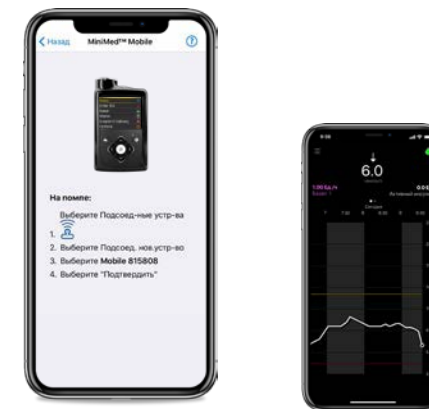 Назад
MiniMed™ Mobile
?
На помпе:
Выберите Подсоед-ные устр-ва
1.
2. Выберите Подсоед. нов.устр-во
3. Выберите Mobile 815808
4. Выберите "Подтвердить"
6.0
Активный